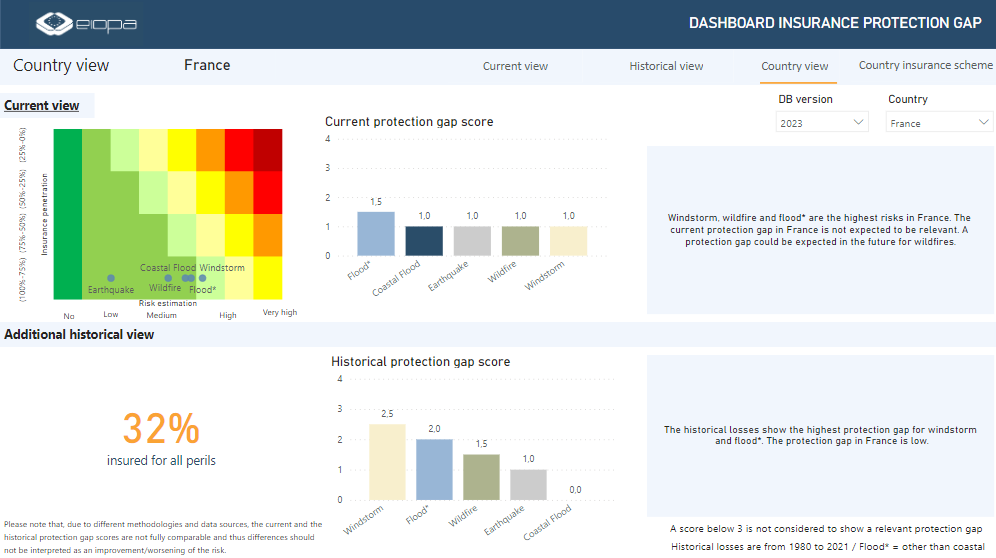 eiopa
DASHBOARD INSURANCE PROTECTION GAP
Country view
France
Current view
Historical view
Country view
Country insurance scheme
Current view
DB version
2023
Country
France
Insurance penetration
(25%-0%)
(50%-25%)
(75%-50%)
(100%-75%)
Coastal Flood Windstorm
Earthquake
Wildfire
Flood*
Risk estimation
No
Low
Medium
High
Very high
Current protection gap score
4
3
2
1
0
1,5
1,0
1,0
1,0
1,0
Flood*
Coastal Flood
Earthquake
Wildfire
Windstorm
Windstorm, wildfire and flood* are the highest risks in France. The
current protection gap in France is not expected to be relevant. A
protection gap could be expected in the future for wildfires.
Additional historical view
32%
insured for all perils
Please note that, due to different methodologies and data sources, the current and the
historical protection gap scores are not fully comparable and thus differences should
not be interpreted as an improvement/worsening of the risk.
Historical protection gap score
4
3
2
1
0
2,5
2,0
1,5
1,0
0,0
Windstorm
Flood*
Wildfire
Earthquake
Coastal Flood
The historical losses show the highest protection gap for windstorm
and flood*. The protection gap in France is low.
A score below 3 is not considered to show a relevant protection gap
Historical losses are from 1980 to 2021 / Flood* = other than coastal